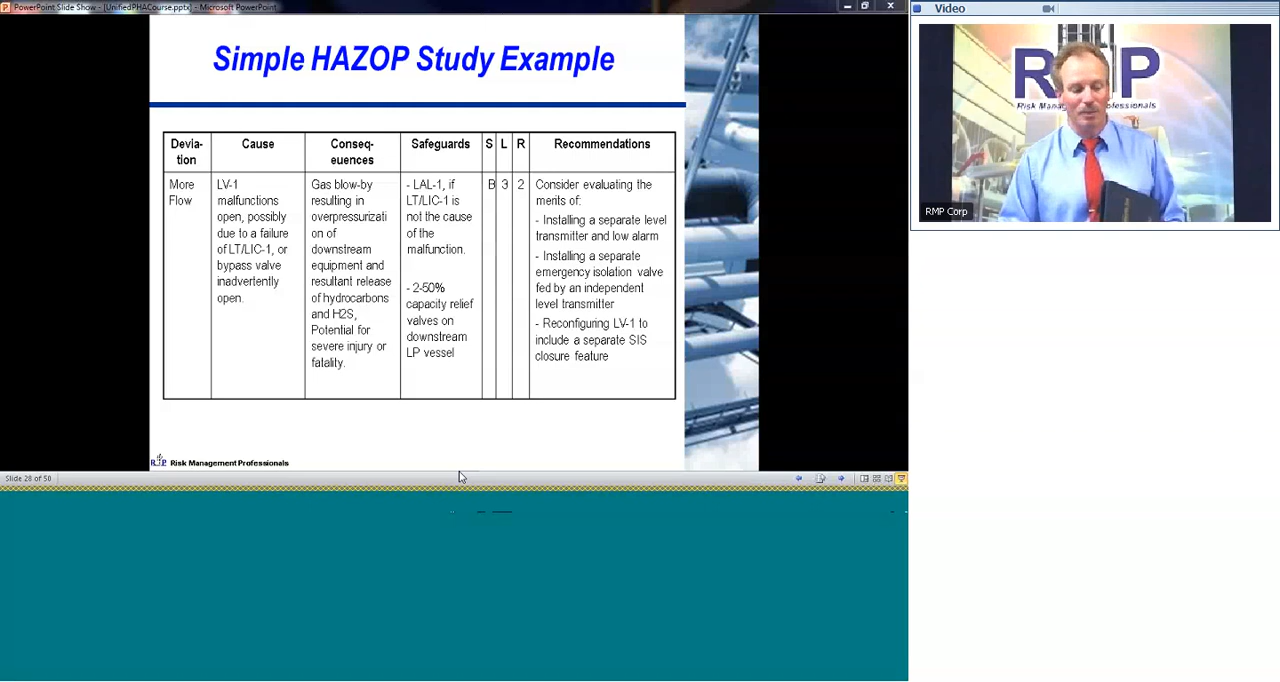 PowerPoint Slide Show - [UnifiedPHACourse.pptx] - Microsoft PowerPoint
Simple HAZOP Study Example
Devia-
tion
Cause
Conseq-
uences
Safeguards
S
L
R
Recommendations
More
Flow
LV-1
malfunctions
open, possibly
due to a failure
of LT/LIC-1, or
bypass valve
inadvertently
open.
Gas blow-by
resulting in
overpressurizati
on of
downstream
equipment and
resultant release
of hydrocarbons
and H2S,
Potential for
severe injury or
fatality.
- LAL-1, if
LT/LIC-1 is
not the cause
of the
malfunction.
- 2-50%
capacity relief
valves on
downstream
LP vessel
B
3
2
Consider evaluating the
merits of:
- Installing a separate level
transmitter and low alarm
- Installing a separate
emergency isolation valve
fed by an independent
level transmitter
- Reconfiguring LV-1 to
include a separate SIS
closure feature
RMP Risk Management Professionals
Slide 28 of 50
Video
RMP
Risk Management Professionals
RMP Corp